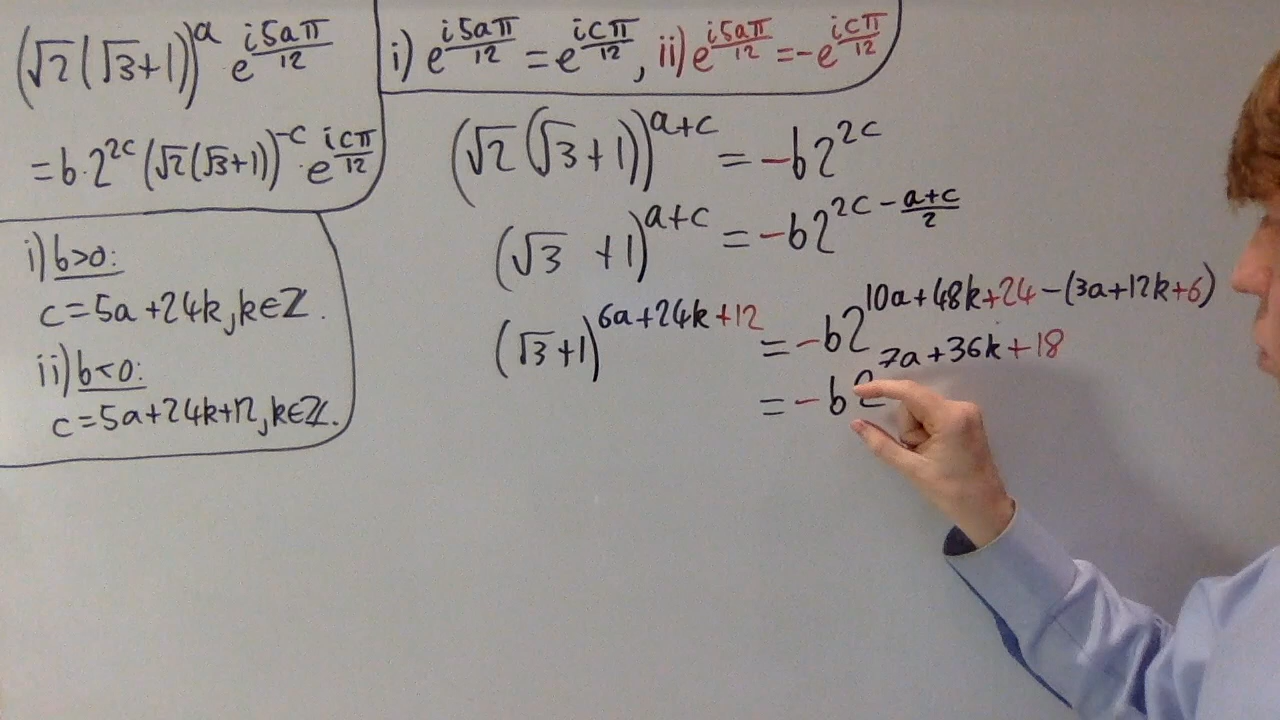 (√2(√3+1))^a e^(i5aπ/12)
= b·2^(2c) (√2(√3+1))^(-c) · e^(icπ/12)
i) e^(i5aπ/12) = e^(icπ/12), ii) e^(i5aπ/12) = -e^(icπ/12)
i) b>0:
c = 5a+24k, k∈ℤ.
ii) b<0:
c = 5a+24k+12, k∈ℤ.
(√2(√3+1))^(a+c) = -b2^(2c)
(√3 +1)^(a+c) = -b2^(2c - (a+c)/2)
(√3+1)^(6a+24k+12) = -b2^(10a+48k+24-(3a+12k+6))
= -b2^(7a+36k+18)